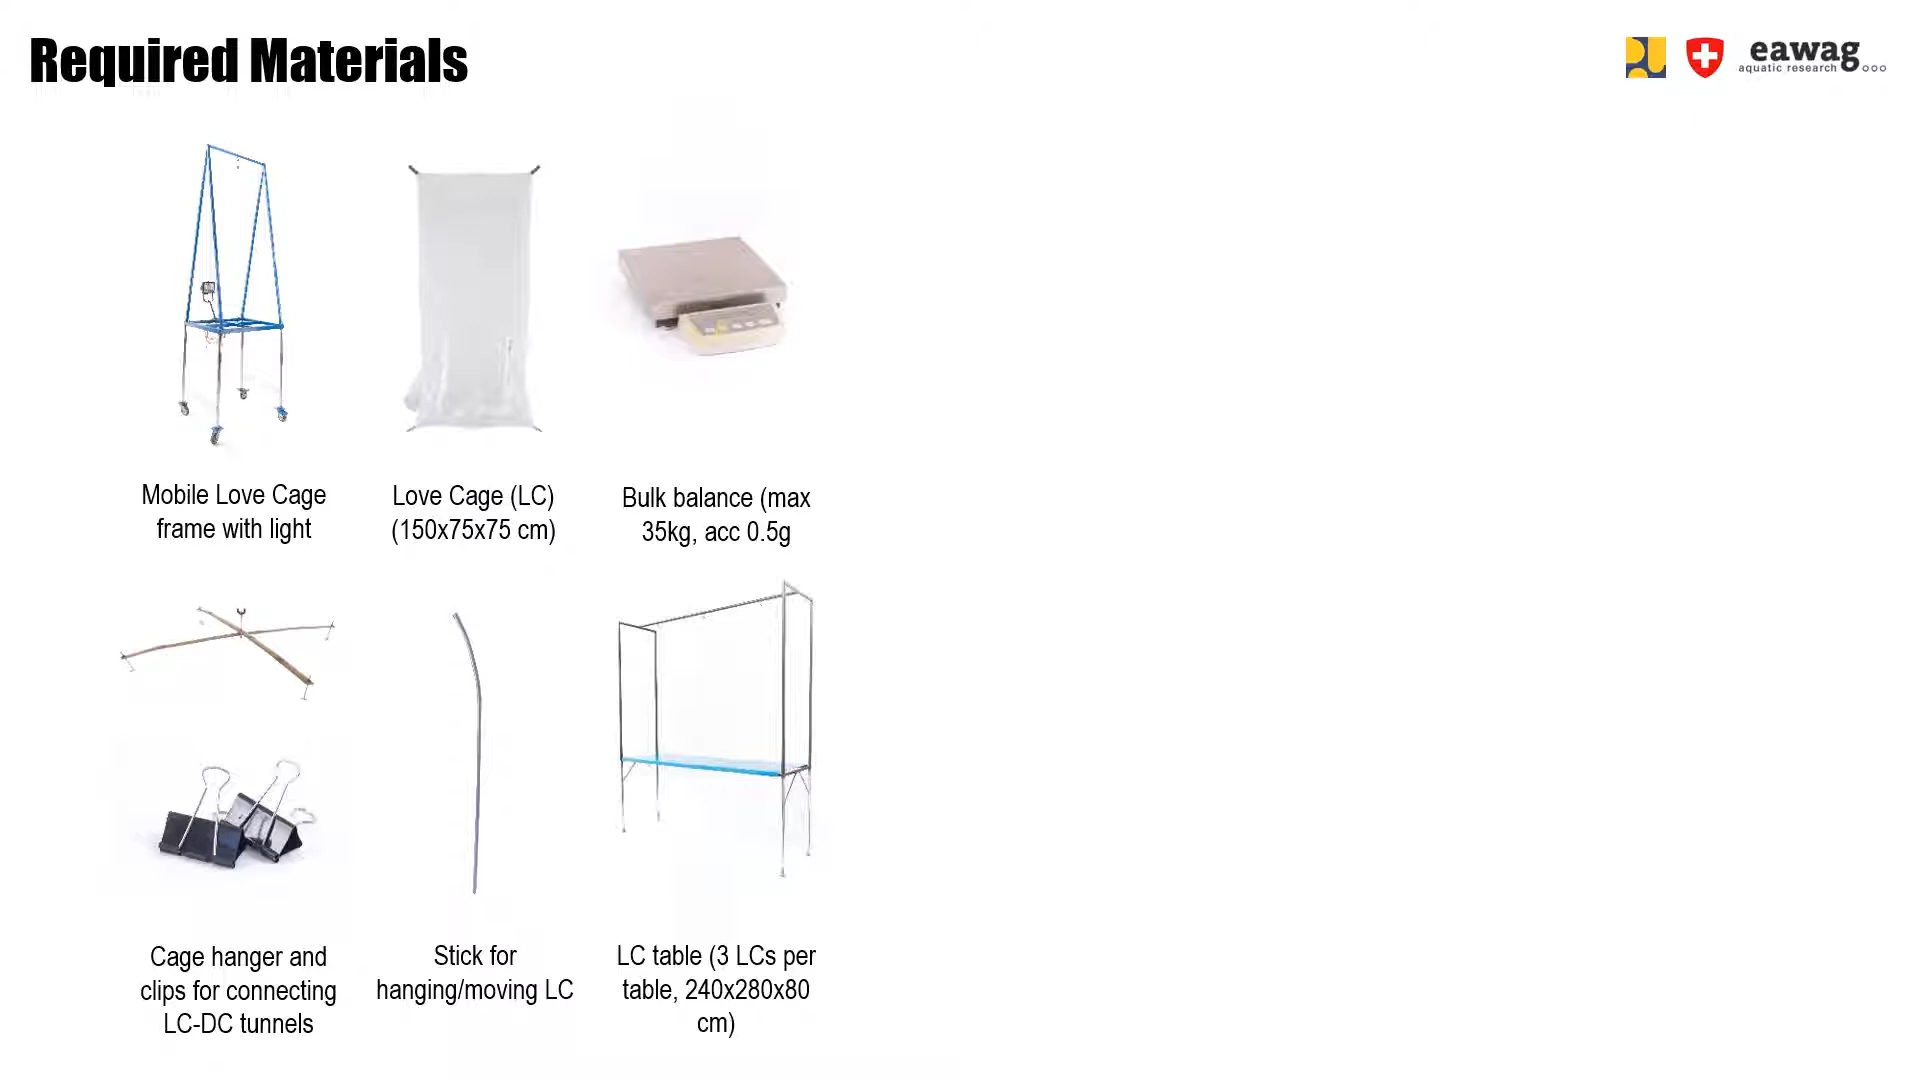 Required Materials
eawag
aquatic research
Mobile Love Cage
frame with light
Love Cage (LC)
(150x75x75 cm)
Bulk balance (max
35kg, acc 0.5g
Cage hanger and
clips for connecting
LC-DC tunnels
Stick for
hanging/moving LC
LC table (3 LCs per
table, 240x280x80
cm)